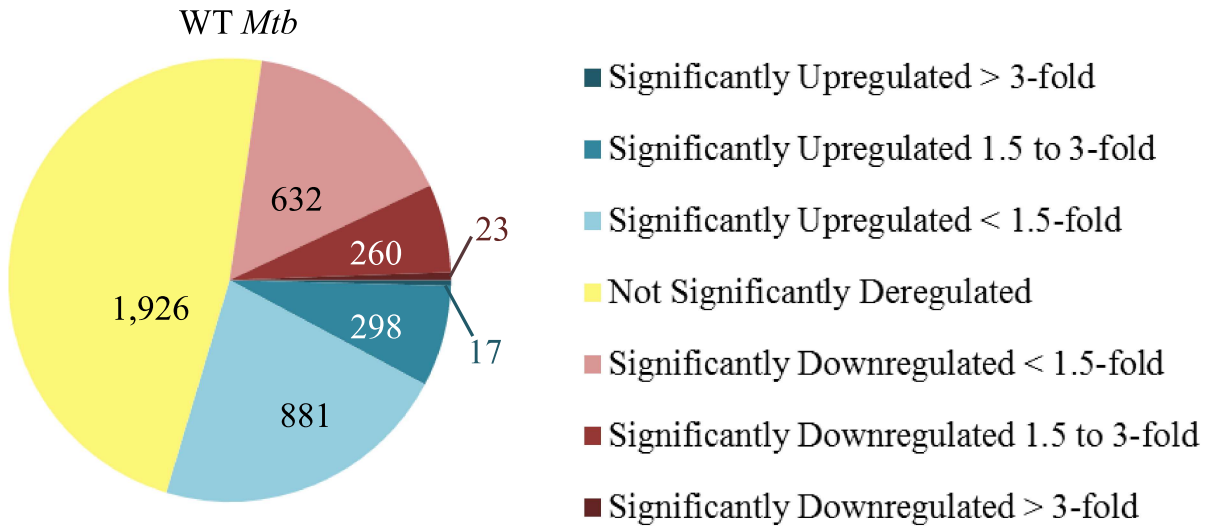 WT Mtb
632
260
23
1,926
298
17
881
Significantly Upregulated > 3-fold
Significantly Upregulated 1.5 to 3-fold
Significantly Upregulated < 1.5-fold
Not Significantly Deregulated
Significantly Downregulated < 1.5-fold
Significantly Downregulated 1.5 to 3-fold
Significantly Downregulated > 3-fold